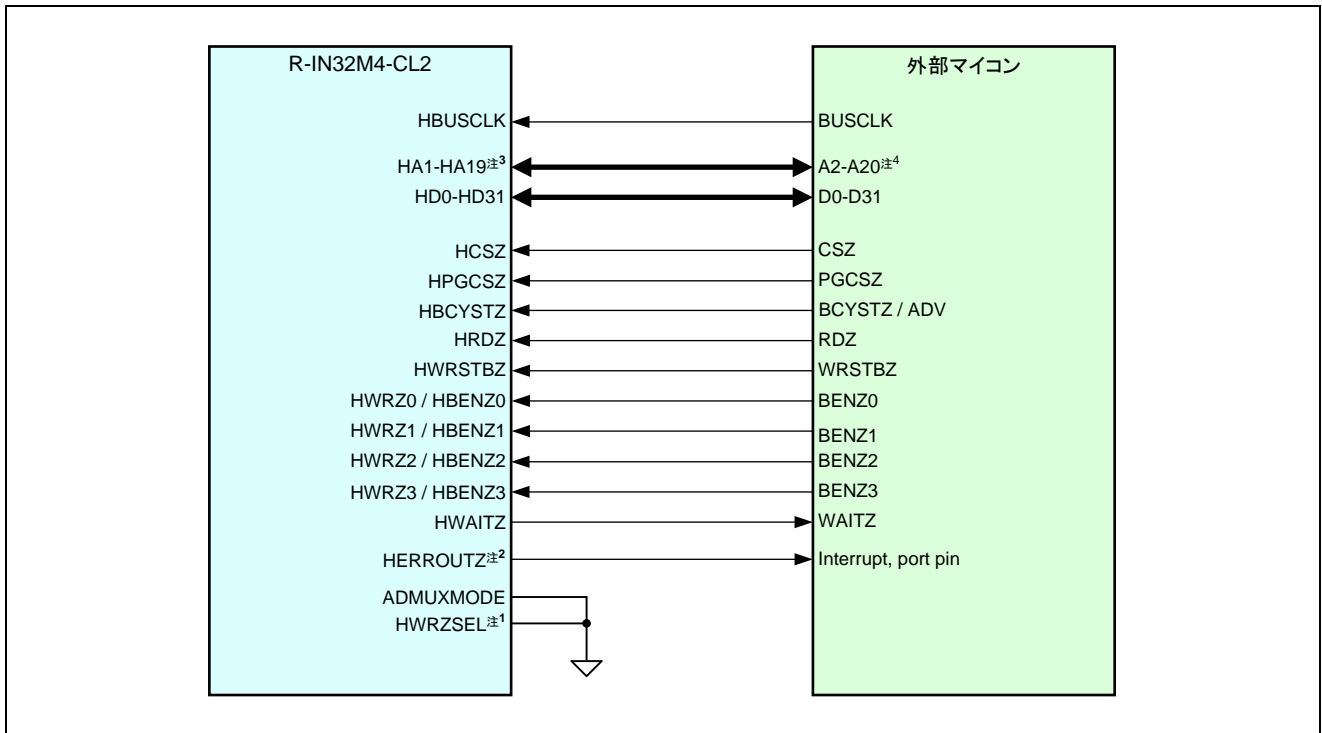 R-IN32M4-CL2 外部マイコン
HBUSCLK BUSCLK
HA1-HA19注3 A2-A20注4
HD0-HD31 D0-D31
HCSZ CSZ
HPGCSZ PGCSZ
HBCYSTZ BCYSTZ / ADV
HRDZ RDZ
HWRSTBZ WRSTBZ
HWRZ0 / HBENZ0 BENZ0
HWRZ1 / HBENZ1 BENZ1
HWRZ2 / HBENZ2 BENZ2
HWRZ3 / HBENZ3 BENZ3
HWAITZ WAITZ
HERROUTZ注2 Interrupt, port pin
ADMUXMODE
HWRZSEL注1